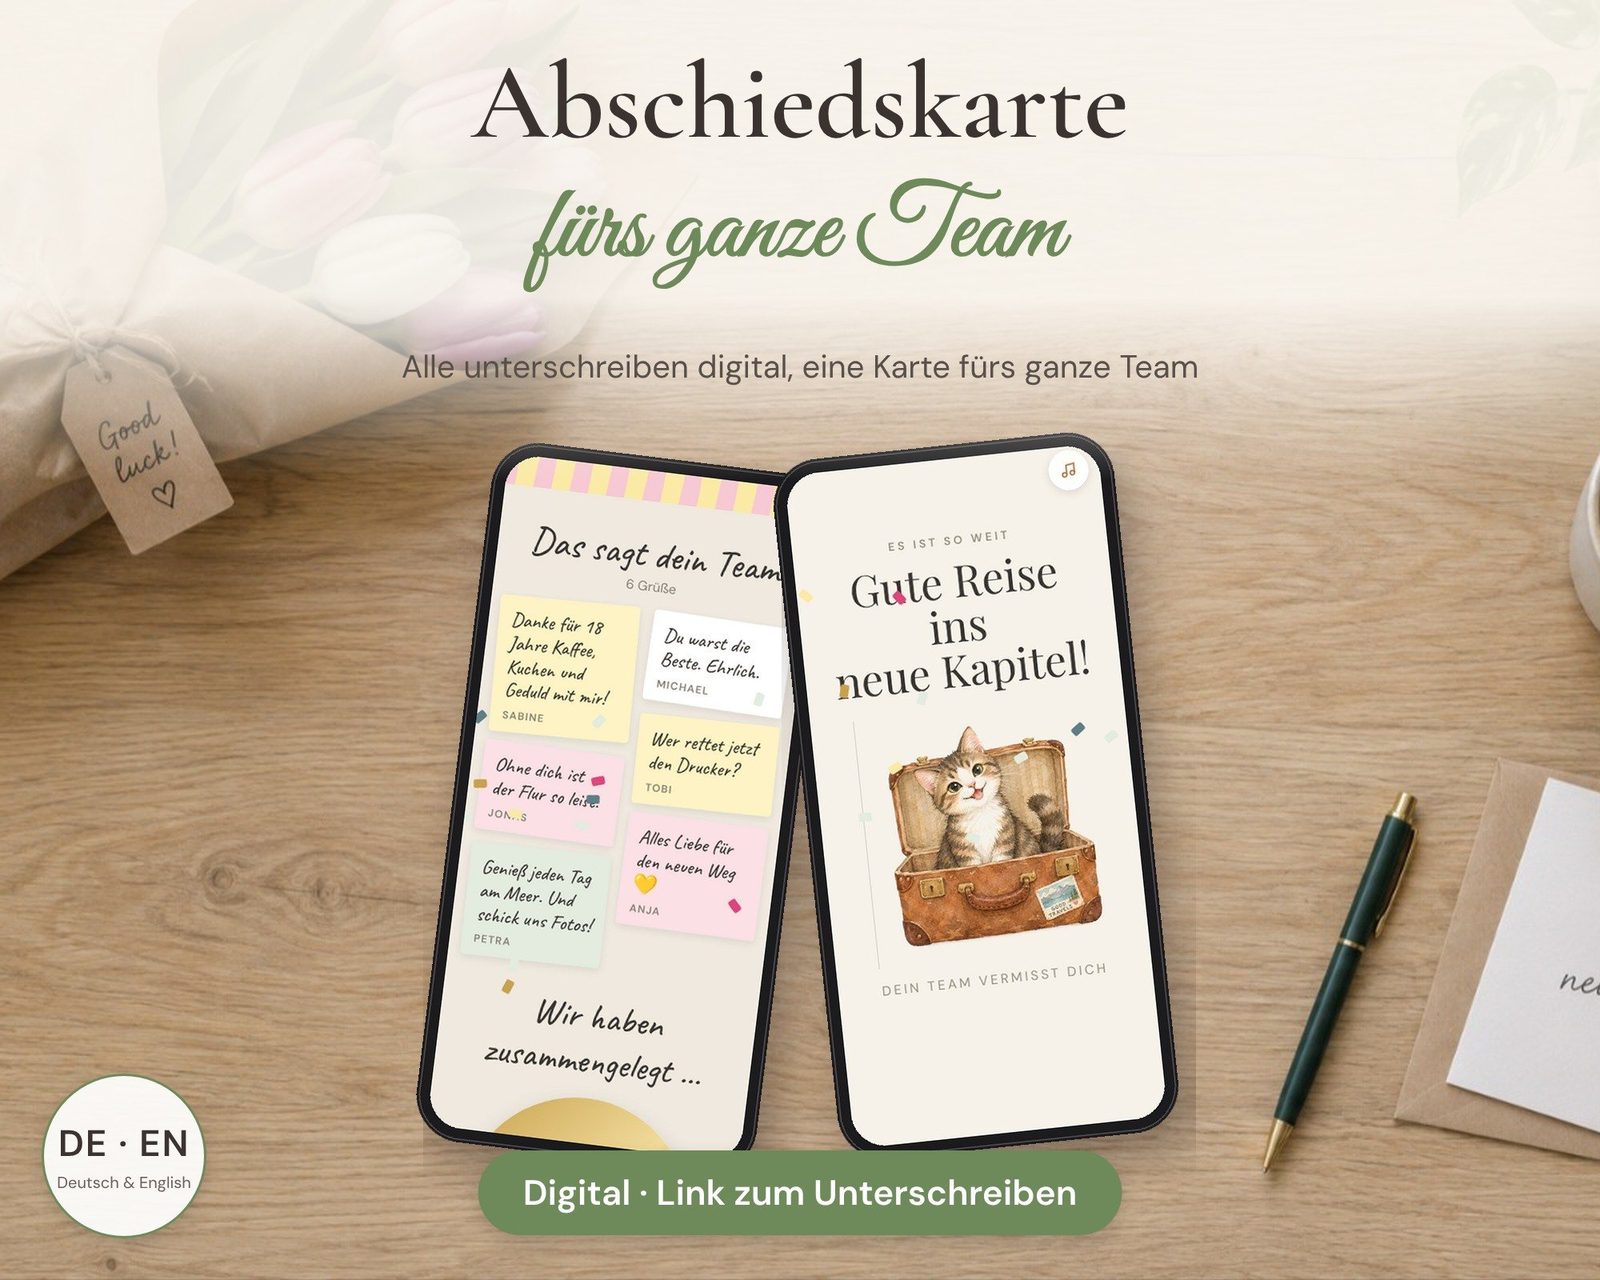 Abschiedskarte
fürs ganze Team
Alle unterschreiben digital, eine Karte fürs ganze Team
Good
luck!
Das sagt dein Team
6 Grüße
Danke für 18
Jahre Kaffee,
Kuchen und
Geduld mit mir!
SABINE
Du warst die
Beste. Ehrlich.
MICHAEL
Ohne dich ist
der Flur so leise.
JONAS
Wer rettet jetzt
den Drucker?
TOBI
Genieß jeden Tag
am Meer. Und
schick uns Fotos!
PETRA
Alles Liebe für
den neuen Weg
💛
ANJA
Wir haben
zusammengelegt ...
ES IST SO WEIT
Gute Reise
ins
neue Kapitel!
GOOD
TRAVELS
DEIN TEAM VERMISST DICH
DE · EN
Deutsch & English
Digital · Link zum Unterschreiben